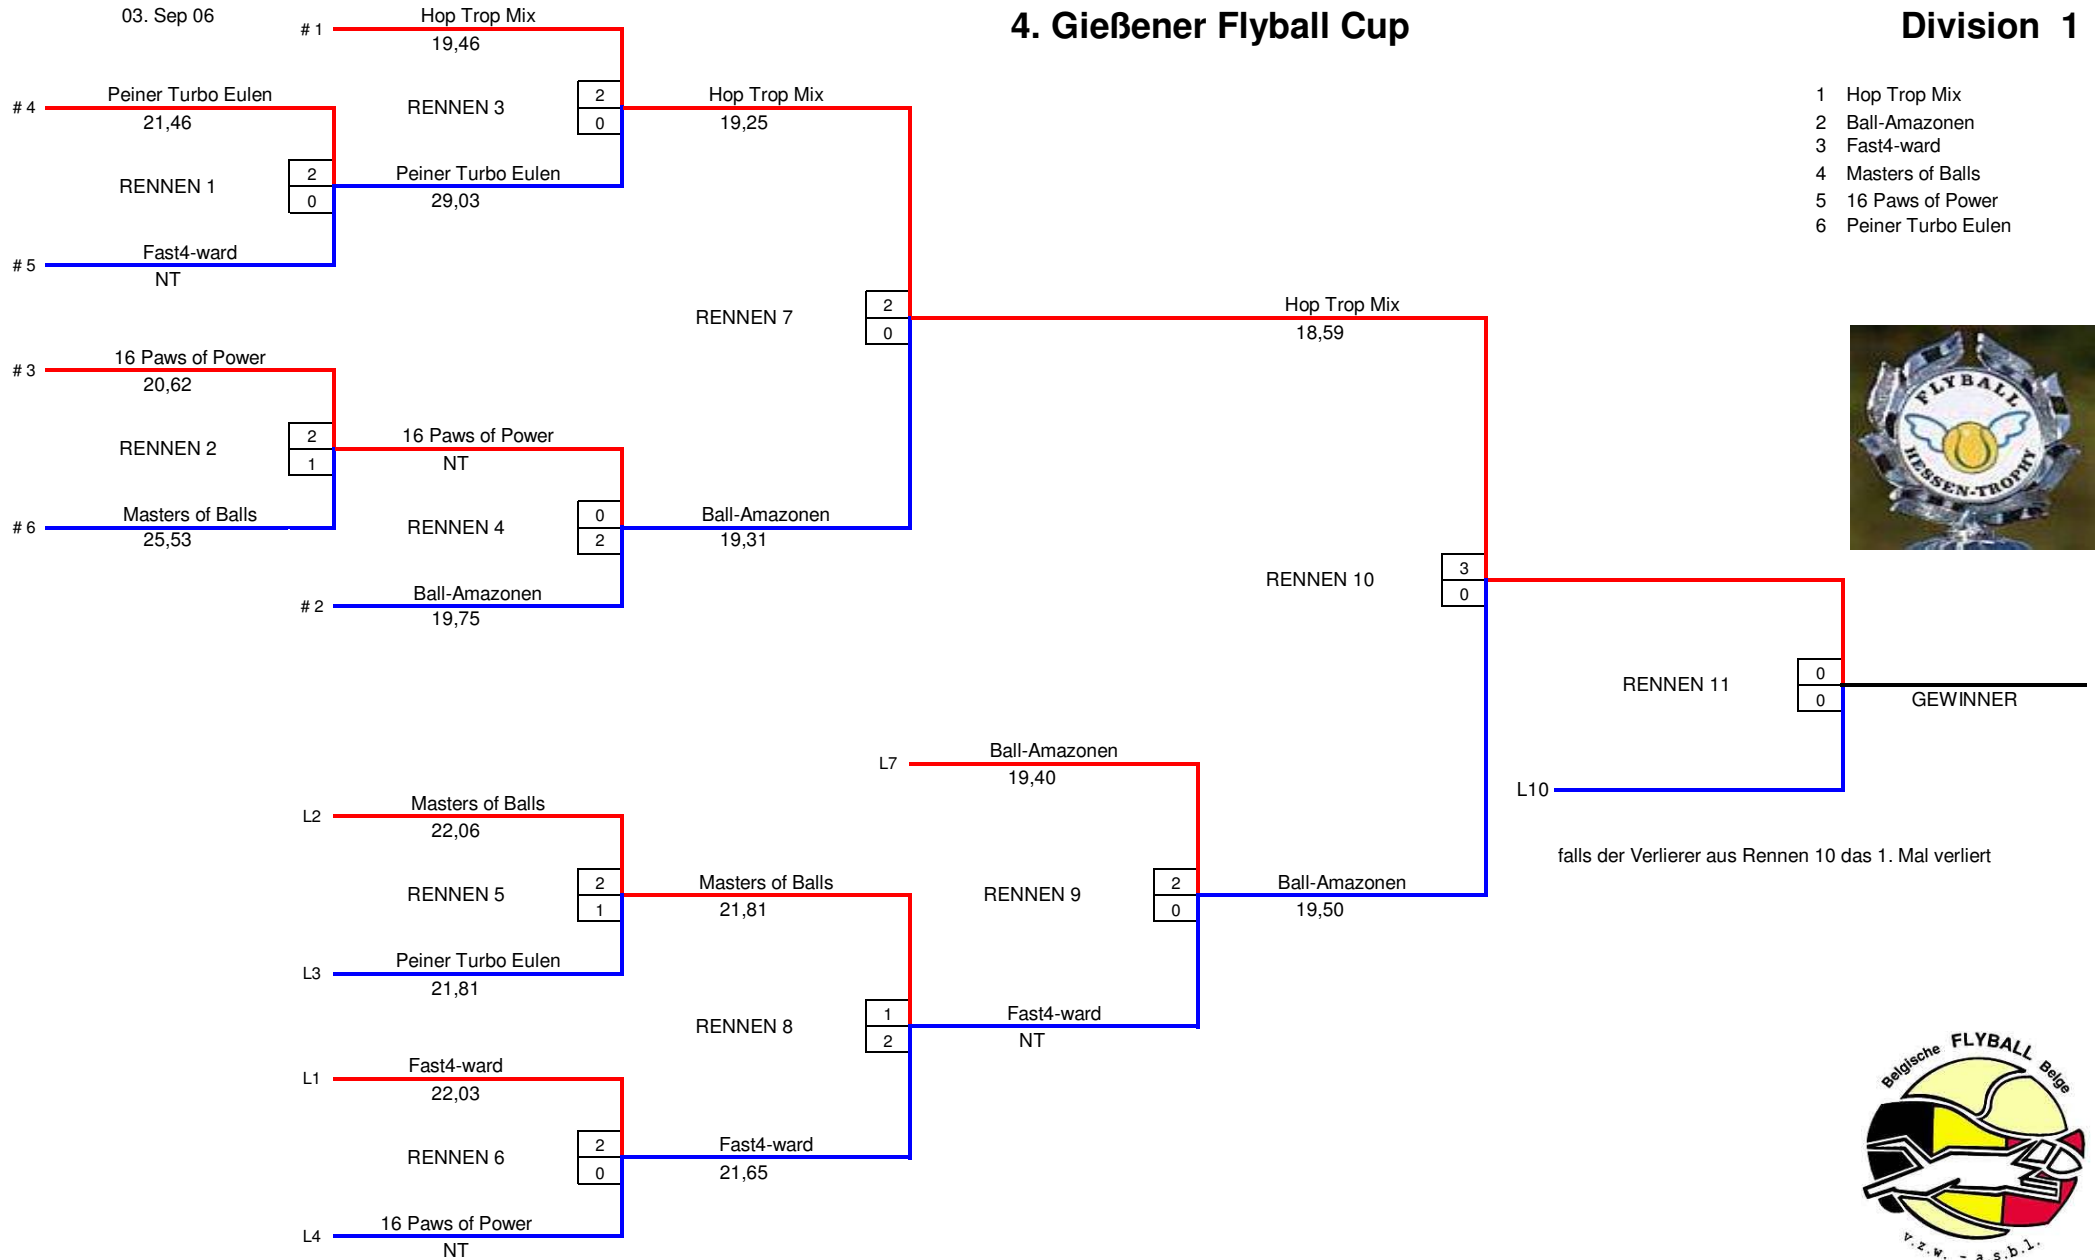 03. Sep 06
4. Gießener Flyball Cup
Division 1
# 1
Hop Trop Mix
19,46
# 4
Peiner Turbo Eulen
21,46
RENNEN 3
2
0
Hop Trop Mix
19,25
1 Hop Trop Mix
2 Ball-Amazonen
3 Fast4-ward
4 Masters of Balls
5 16 Paws of Power
6 Peiner Turbo Eulen
RENNEN 1
2
0
Peiner Turbo Eulen
29,03
# 5
Fast4-ward
NT
RENNEN 7
2
0
Hop Trop Mix
18,59
# 3
16 Paws of Power
20,62
RENNEN 2
2
1
16 Paws of Power
NT
# 6
Masters of Balls
25,53
RENNEN 4
0
2
Ball-Amazonen
19,31
# 2
Ball-Amazonen
19,75
FLYBALL
HESSEN-TROPHY
RENNEN 10
3
0
RENNEN 11
0
0
GEWINNER
L7
Ball-Amazonen
19,40
L10
L2
Masters of Balls
22,06
falls der Verlierer aus Rennen 10 das 1. Mal verliert
RENNEN 5
2
1
Masters of Balls
21,81
RENNEN 9
2
0
Ball-Amazonen
19,50
L3
Peiner Turbo Eulen
21,81
RENNEN 8
1
2
Fast4-ward
NT
L1
Fast4-ward
22,03
RENNEN 6
2
0
Fast4-ward
21,65
L4
16 Paws of Power
NT
Belgische FLYBALL Belge
v.z.w. - a.s.b.l.